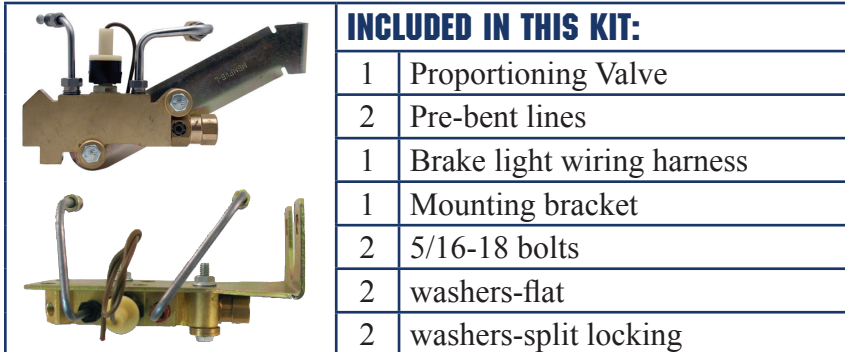 INCLUDED IN THIS KIT:
1 Proportioning Valve
2 Pre-bent lines
1 Brake light wiring harness
1 Mounting bracket
2 5/16-18 bolts
2 washers-flat
2 washers-split locking